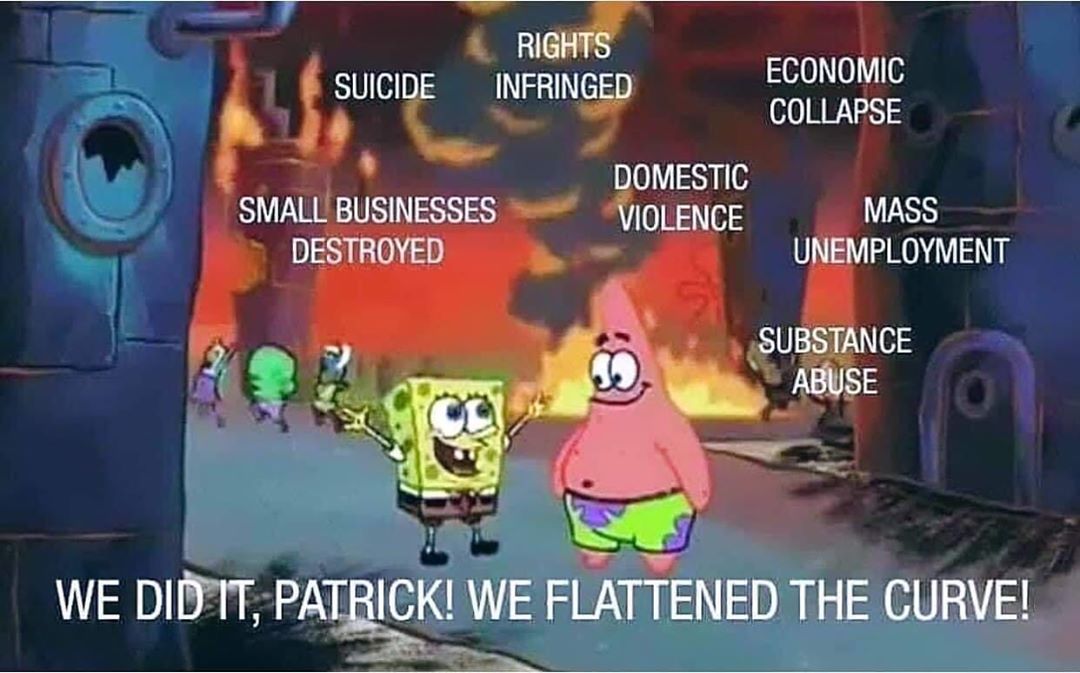 RIGHTS
INFRINGED
SUICIDE
ECONOMIC
COLLAPSE
DOMESTIC
VIOLENCE
SMALL BUSINESSES
DESTROYED
MASS
UNEMPLOYMENT
SUBSTANCE
ABUSE
WE DID IT, PATRICK! WE FLATTENED THE CURVE!